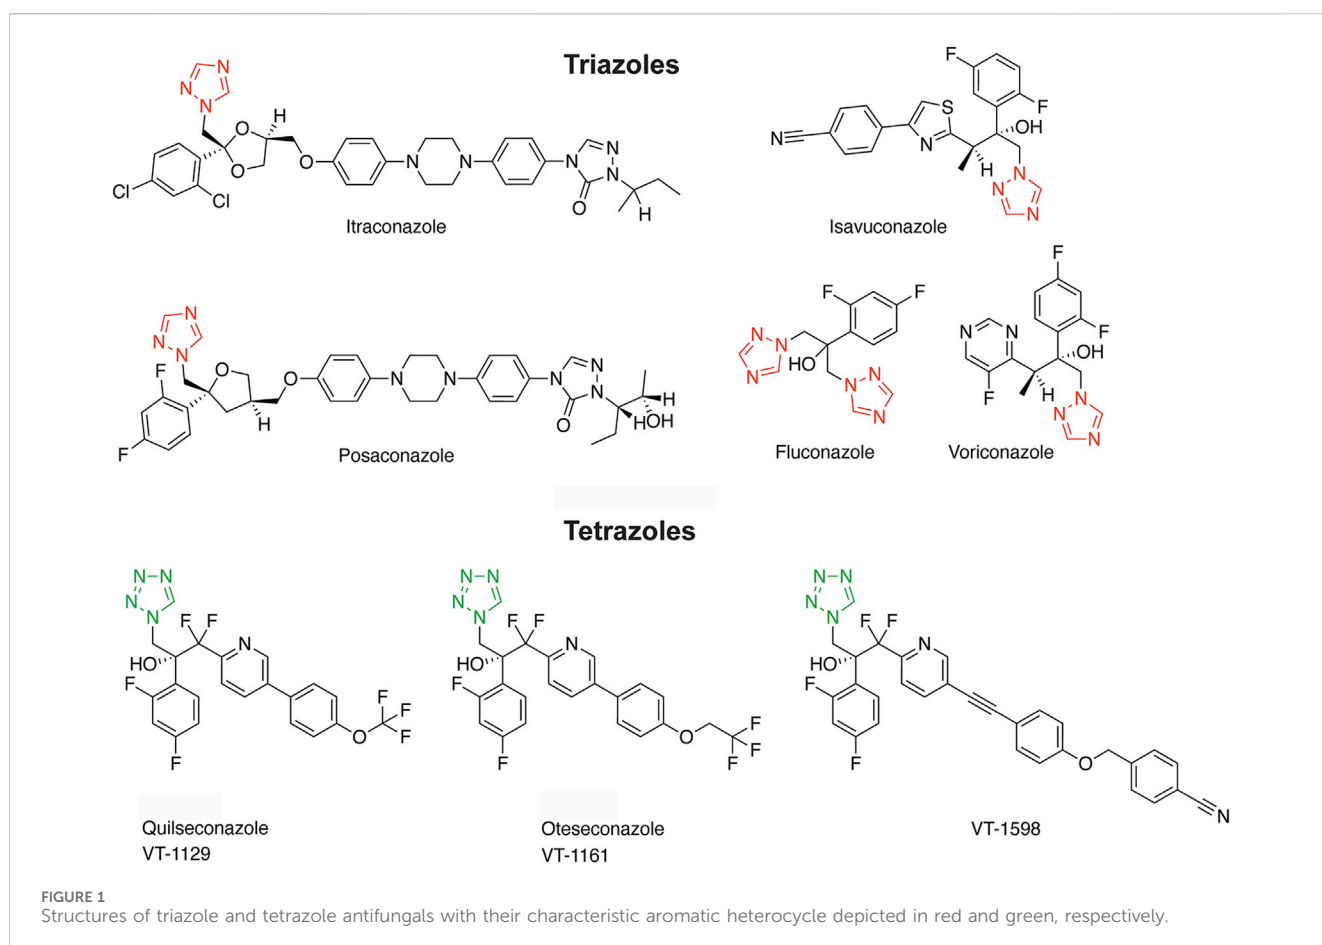 Triazoles
Itraconazole
Isavuconazole
Posaconazole
Fluconazole
Voriconazole
Tetrazoles
Quilseconazole
VT-1129
Oteseconazole
VT-1161
VT-1598
FIGURE 1
Structures of triazole and tetrazole antifungals with their characteristic aromatic heterocycle depicted in red and green, respectively.